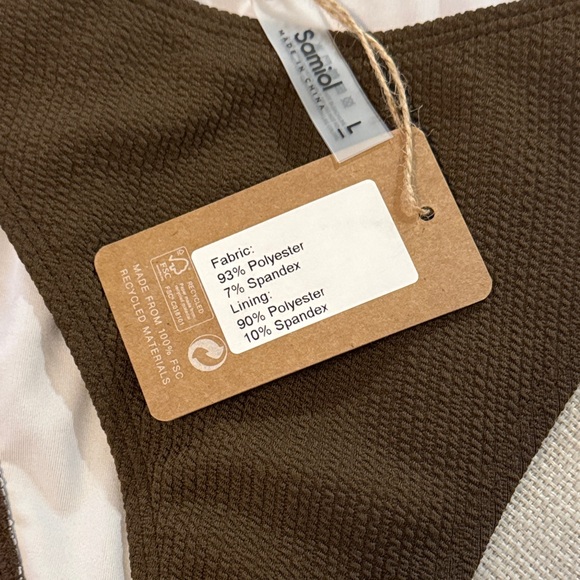 Samiol
MADE IN CHINA
L
Fabric:
93% Polyester
7% Spandex
Lining:
90% Polyester
10% Spandex
FSC
RECYCLED
MADE FROM 100% FSC
RECYCLED MATERIALS